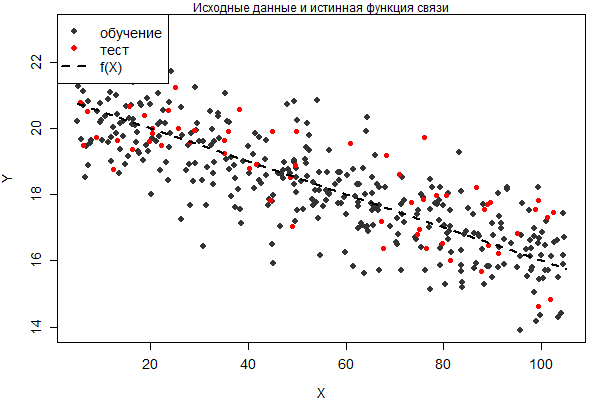 Исходные данные и истинная функция связи
обучение
тест
f(X)
22
20
18
16
14
Y
20
40
60
80
100
X